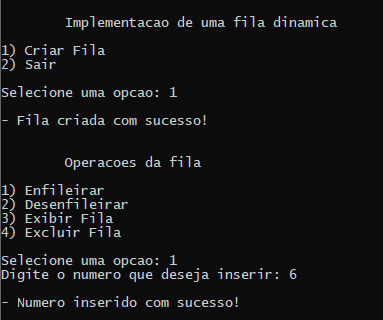 Implementacao de uma fila dinamica
1) Criar Fila
2) Sair
Selecione uma opcao: 1
- Fila criada com sucesso!
Operacoes da fila
1) Enfileirar
2) Desenfileirar
3) Exibir Fila
4) Excluir Fila
Selecione uma opcao: 1
Digite o numero que deseja inserir: 6
- Numero inserido com sucesso!